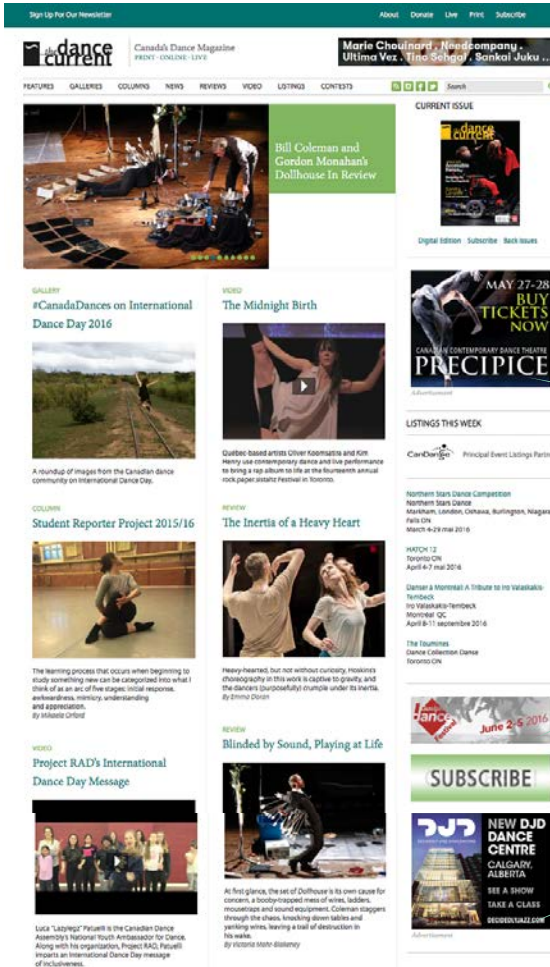 Sign Up For Our Newsletter
About Donate Live Print Subscribe
the dance current
Canada's Dance Magazine
PRINT · ONLINE · LIVE
Marie Chouinard . Needcompany .
Ultima Vez . Tino Sehgal . Sankai Juku ...
FEATURES GALLERIES COLUMNS NEWS REVIEWS VIDEO LISTINGS CONTESTS
Search
Bill Coleman and
Gordon Monahan's
Dollhouse In Review
CURRENT ISSUE
the dance current
Digital Edition Subscribe Back Issues
GALLERY
#CanadaDances on International
Dance Day 2016
A roundup of images from the Canadian dance
community on International Dance Day.
VIDEO
The Midnight Birth
Québec-based artists Oliver Koomsatira and Kim
Henry use contemporary dance and live performance
to bring a rap album to life at the fourteenth annual
rock.paper.sistahz Festival in Toronto.
MAY 27-28
BUY
TICKETS
NOW
CANADIAN CONTEMPORARY DANCE THEATRE
PRECIPICE
Advertisement
LISTINGS THIS WEEK
CanDance
Principal Event Listings Partn
Northern Stars Dance Competition
Northern Stars Dance
Markham, London, Oshawa, Burlington, Niagara
Falls ON
March 4-29 mai 2016
HATCH 12
Toronto ON
April 4-7 mai 2016
Danser à Montréal: A Tribute to Iro Valaskakis-
Tembeck
Iro Valaskakis-Tembeck
Montréal QC
April 8-11 septembre 2016
The Toumines
Dance Collection Danse
Toronto ON
COLUMN
Student Reporter Project 2015/16
The learning process that occurs when beginning to
study something new can be categorized into what I
think of as an arc of five stages: initial response,
awkwardness, mimicry, understanding
and appreciation.
REVIEW
The Inertia of a Heavy Heart
Heavy-hearted, but not without curiosity, Hoskins's
choreography in this work is captive to gravity, and
the dancers (purposefully) crumple under its inertia.
By Emma Doran
dance
Festival
June 2-5 2016
SUBSCRIBE
VIDEO
Project RAD's International
Dance Day Message
Luca "Lazylegz" Patuelli is the Canadian Dance
Assembly's National Youth Ambassador for Dance.
Along with his organization, Project RAD, Patuelli
imparts an International Dance Day message
of inclusiveness.
REVIEW
Blinded by Sound, Playing at Life
At first glance, the set of Dollhouse is its own cause for
concern, a booby-trapped mess of wires, ladders,
mousetraps and sound equipment. Coleman staggers
through the chaos, knocking down tables and
yanking wires, leaving a trail of destruction in
his wake.
By Victoria Mohr-Blakeney
DJD
NEW DJD
DANCE
CENTRE
CALGARY,
ALBERTA
SEE A SHOW
TAKE A CLASS
DECIDEDLYJAZZ.COM
Advertisement